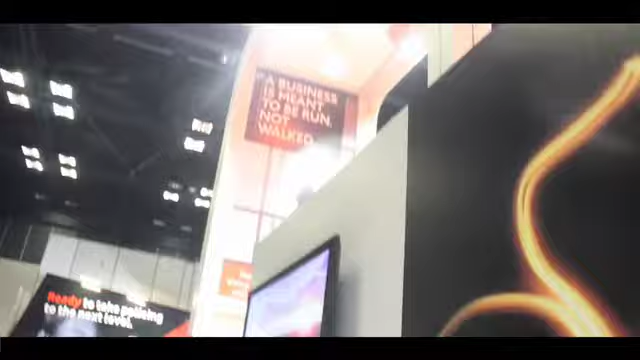 A BUSINESS
IS MEANT
TO BE RUN,
NOT
WALKED.
Ready to take policing
to the next level.